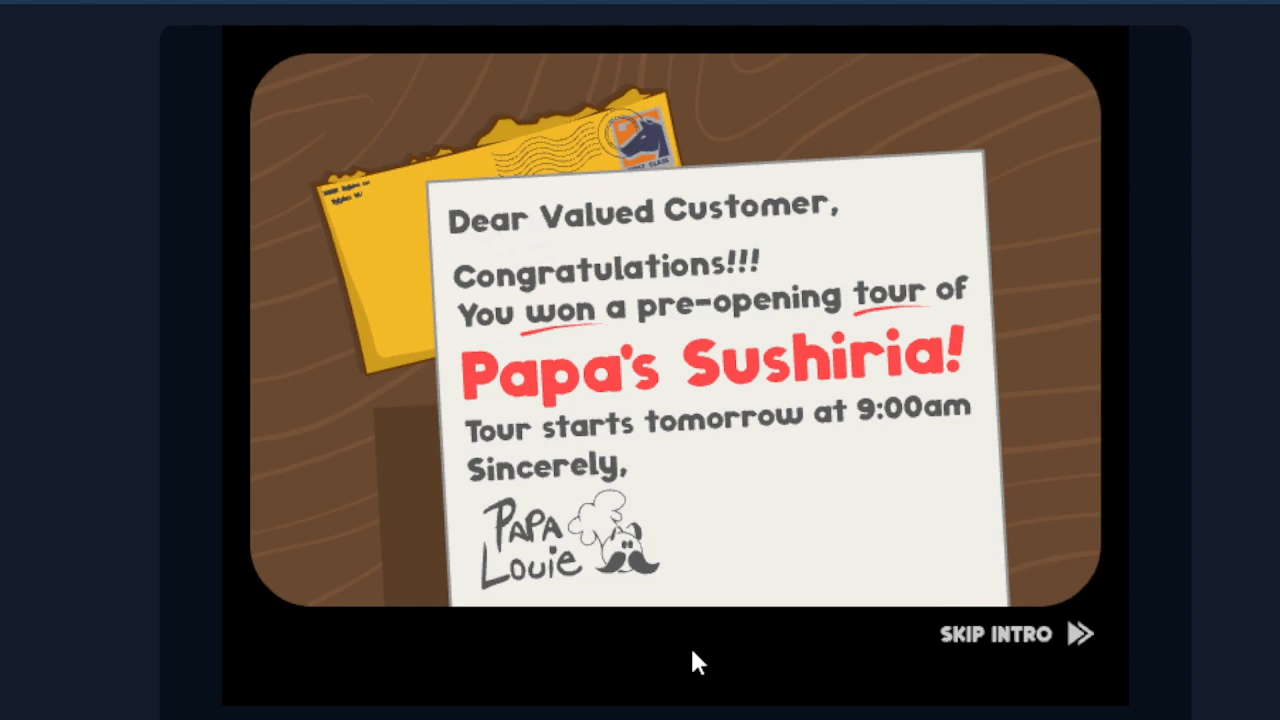 Dear Valued Customer,
Congratulations!!!
You won a pre-opening tour of
Papa's Sushiria!
Tour starts tomorrow at 9:00am
Sincerely,
PAPA
Louie
SKIP INTRO